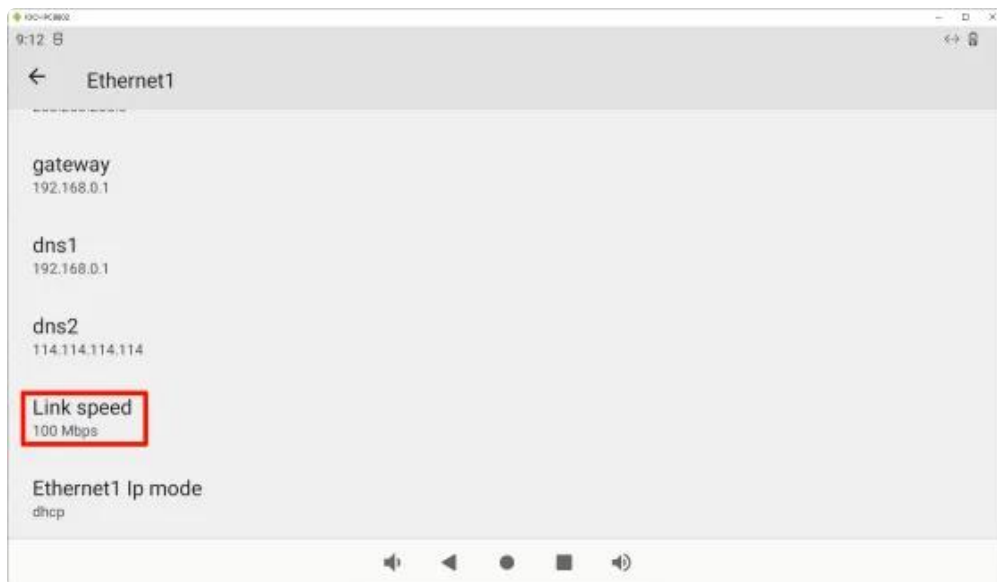 9:12
Ethernet1
gateway
192.168.0.1
dns1
192.168.0.1
dns2
114.114.114.114
Link speed
100 Mbps
Ethernet1 Ip mode
dhcp